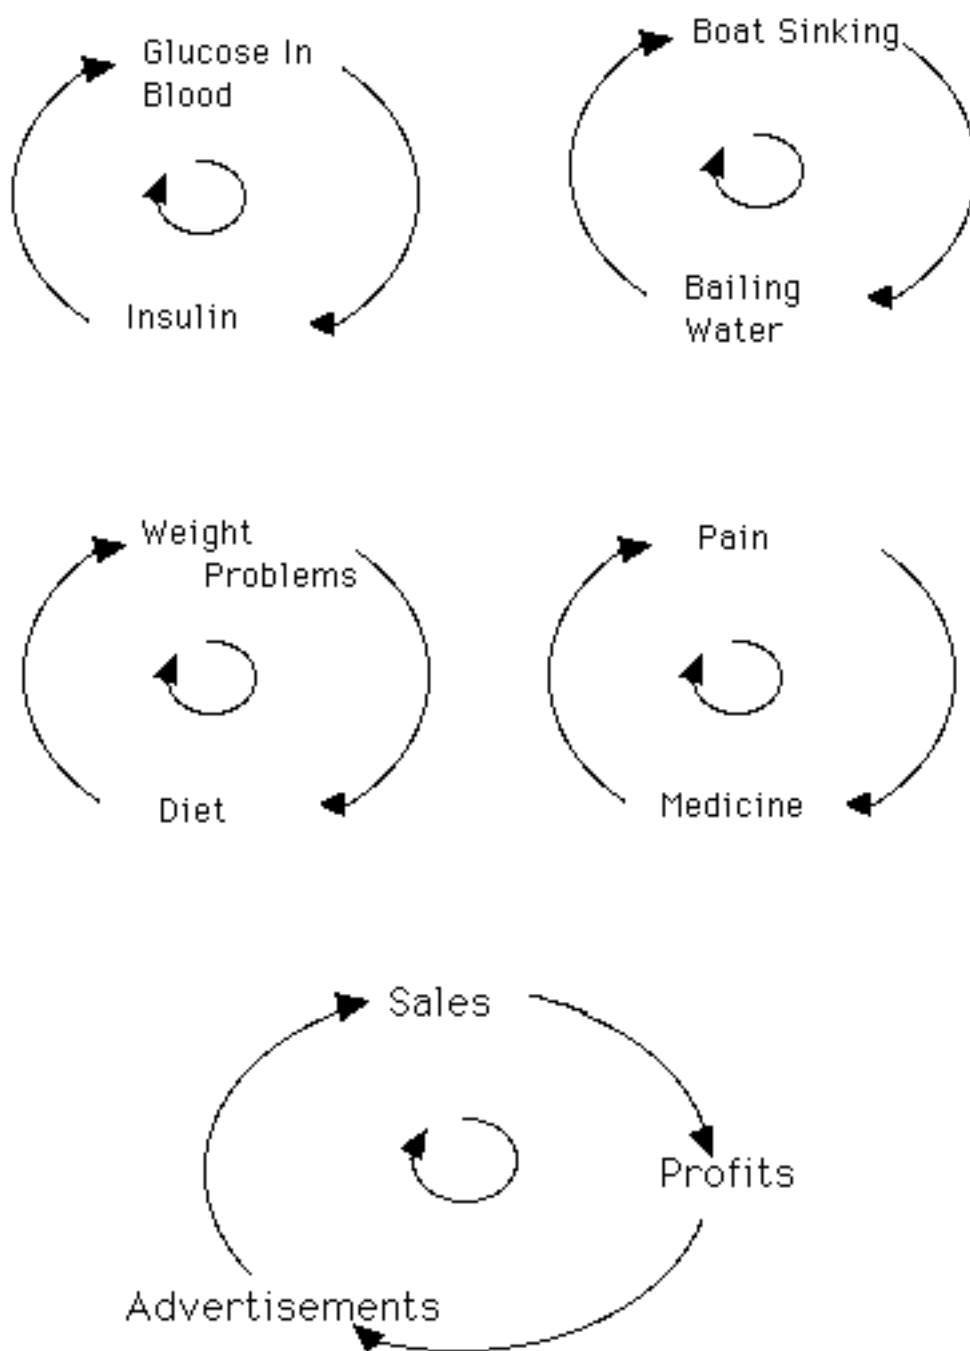 Glucose In
Blood
Insulin
Boat Sinking
Bailing
Water
Weight
Problems
Diet
Pain
Medicine
Sales
Profits
Advertisements